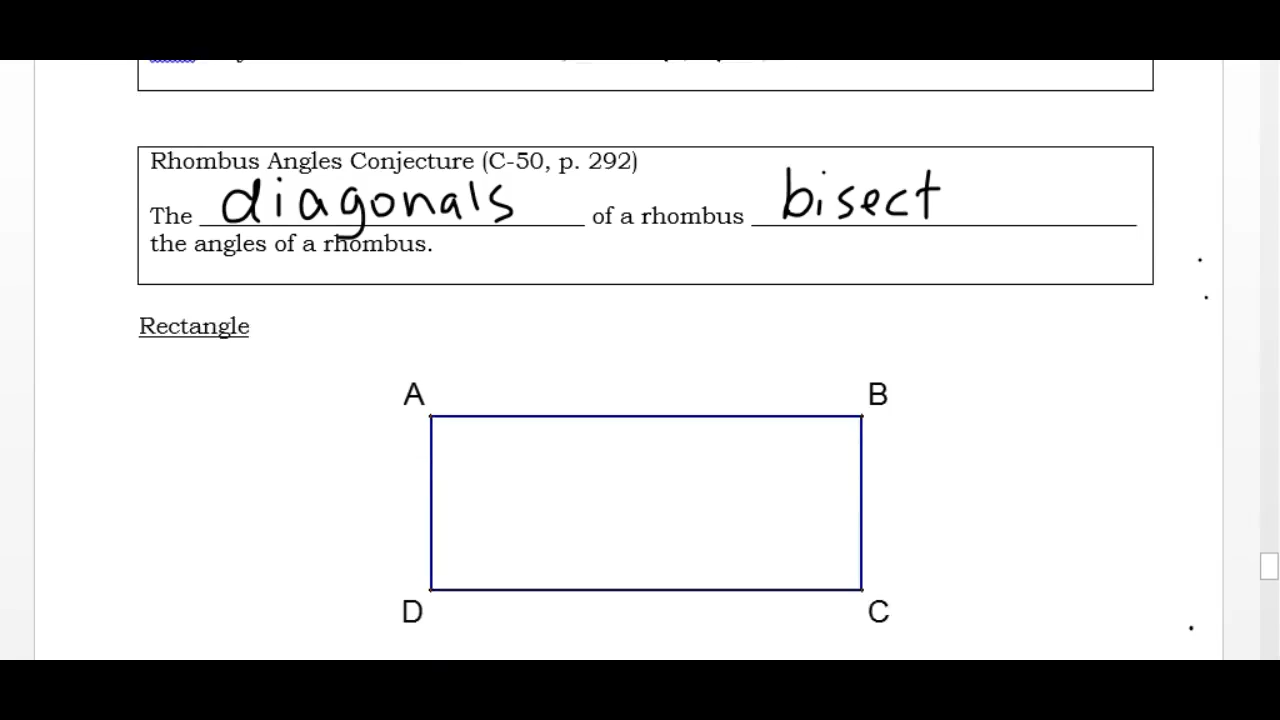 Rhombus Angles Conjecture (C-50, p. 292)
The diagonals of a rhombus bisect
the angles of a rhombus.
Rectangle
A B
D C